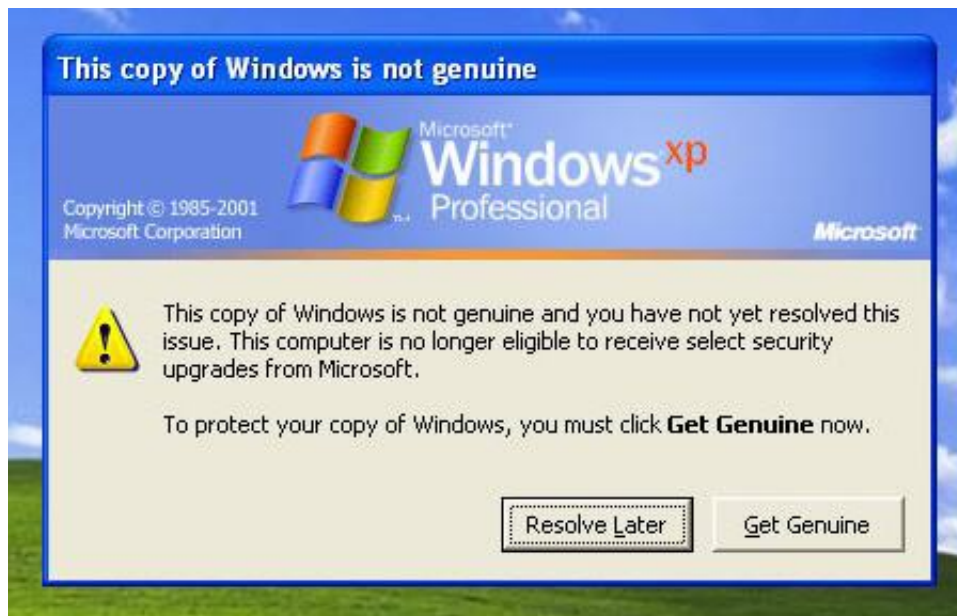 This copy of Windows is not genuine
Microsoft®
Windows xp
Professional
Copyright © 1985-2001
Microsoft Corporation
Microsoft
This copy of Windows is not genuine and you have not yet resolved this
issue. This computer is no longer eligible to receive select security
upgrades from Microsoft.
To protect your copy of Windows, you must click Get Genuine now.
Resolve Later
Get Genuine